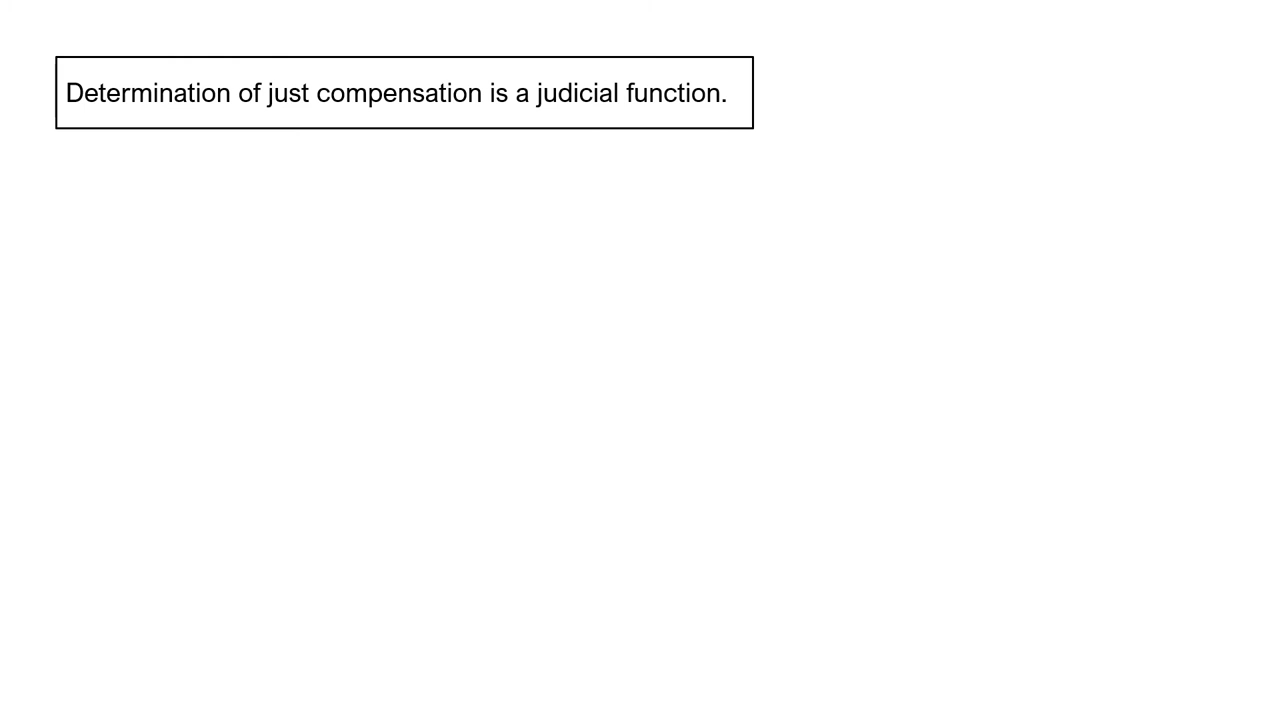 Determination of just compensation is a judicial function.